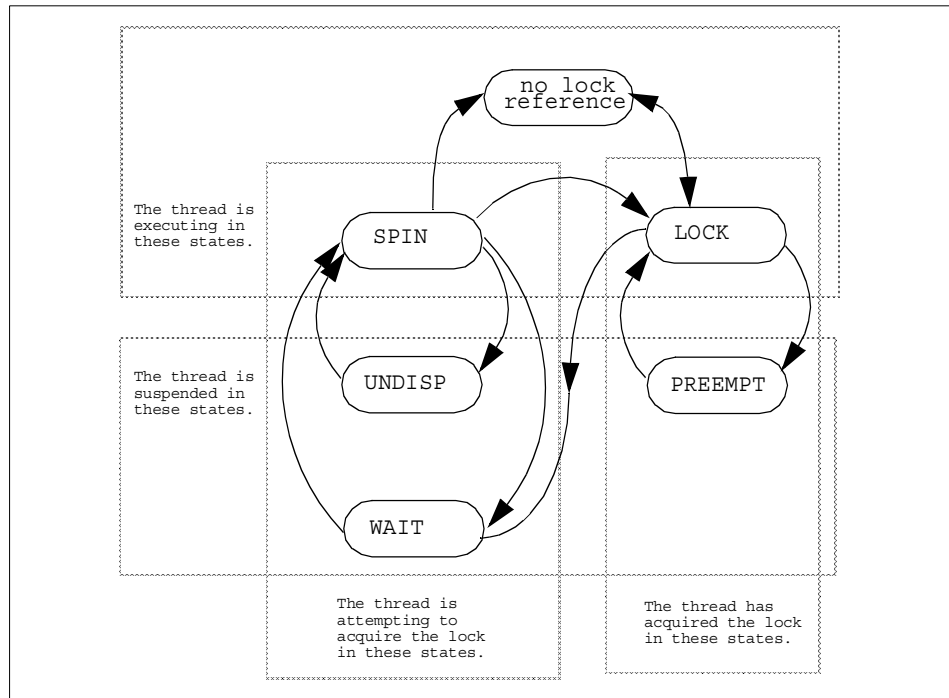 no lock
reference
The thread is
executing in
these states.
SPIN
LOCK
The thread is
suspended in
these states.
UNDISP
PREEMPT
WAIT
The thread is
attempting to
acquire the lock
in these states.
The thread has
acquired the lock
in these states.